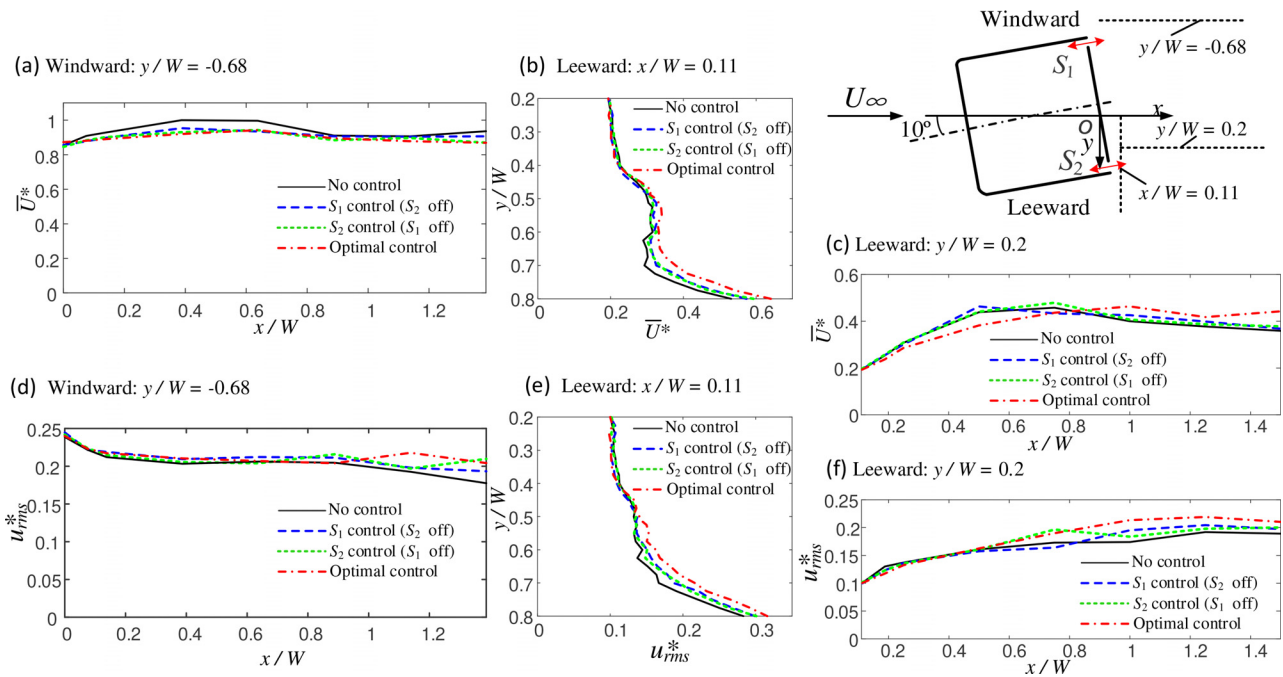 (a) Windward: y/W = -0.68
1
0.8
0.6
0.4
0.2
0
U̅*
No control
S₁ control (S₂ off)
S₂ control (S₁ off)
Optimal control
0 0.2 0.4 0.6 0.8 1 1.2
x/W
(b) Leeward: x/W = 0.11
0.2
0.3
0.4
0.5
0.6
0.7
0.8
y/W
No control
S₁ control (S₂ off)
S₂ control (S₁ off)
Optimal control
0 0.2 0.4 0.6
U̅*
Windward
y/W = -0.68
S₁
U∞
10°
x
O
y
y/W = 0.2
S₂
x/W = 0.11
Leeward
(c) Leeward: y/W = 0.2
0.6
0.4
0.2
0
U̅*
No control
S₁ control (S₂ off)
S₂ control (S₁ off)
Optimal control
0.2 0.4 0.6 0.8 1 1.2 1.4
x/W
(d) Windward: y/W = -0.68
0.25
0.2
0.15
0.1
0.05
0
u*rms
No control
S₁ control (S₂ off)
S₂ control (S₁ off)
Optimal control
0 0.2 0.4 0.6 0.8 1 1.2
x/W
(e) Leeward: x/W = 0.11
0.2
0.3
0.4
0.5
0.6
0.7
0.8
y/W
No control
S₁ control (S₂ off)
S₂ control (S₁ off)
Optimal control
0 0.1 0.2 0.3
u*rms
(f) Leeward: y/W = 0.2
0.25
0.2
0.15
0.1
0.05
0
u*rms
No control
S₁ control (S₂ off)
S₂ control (S₁ off)
Optimal control
0.2 0.4 0.6 0.8 1 1.2 1.4
x/W